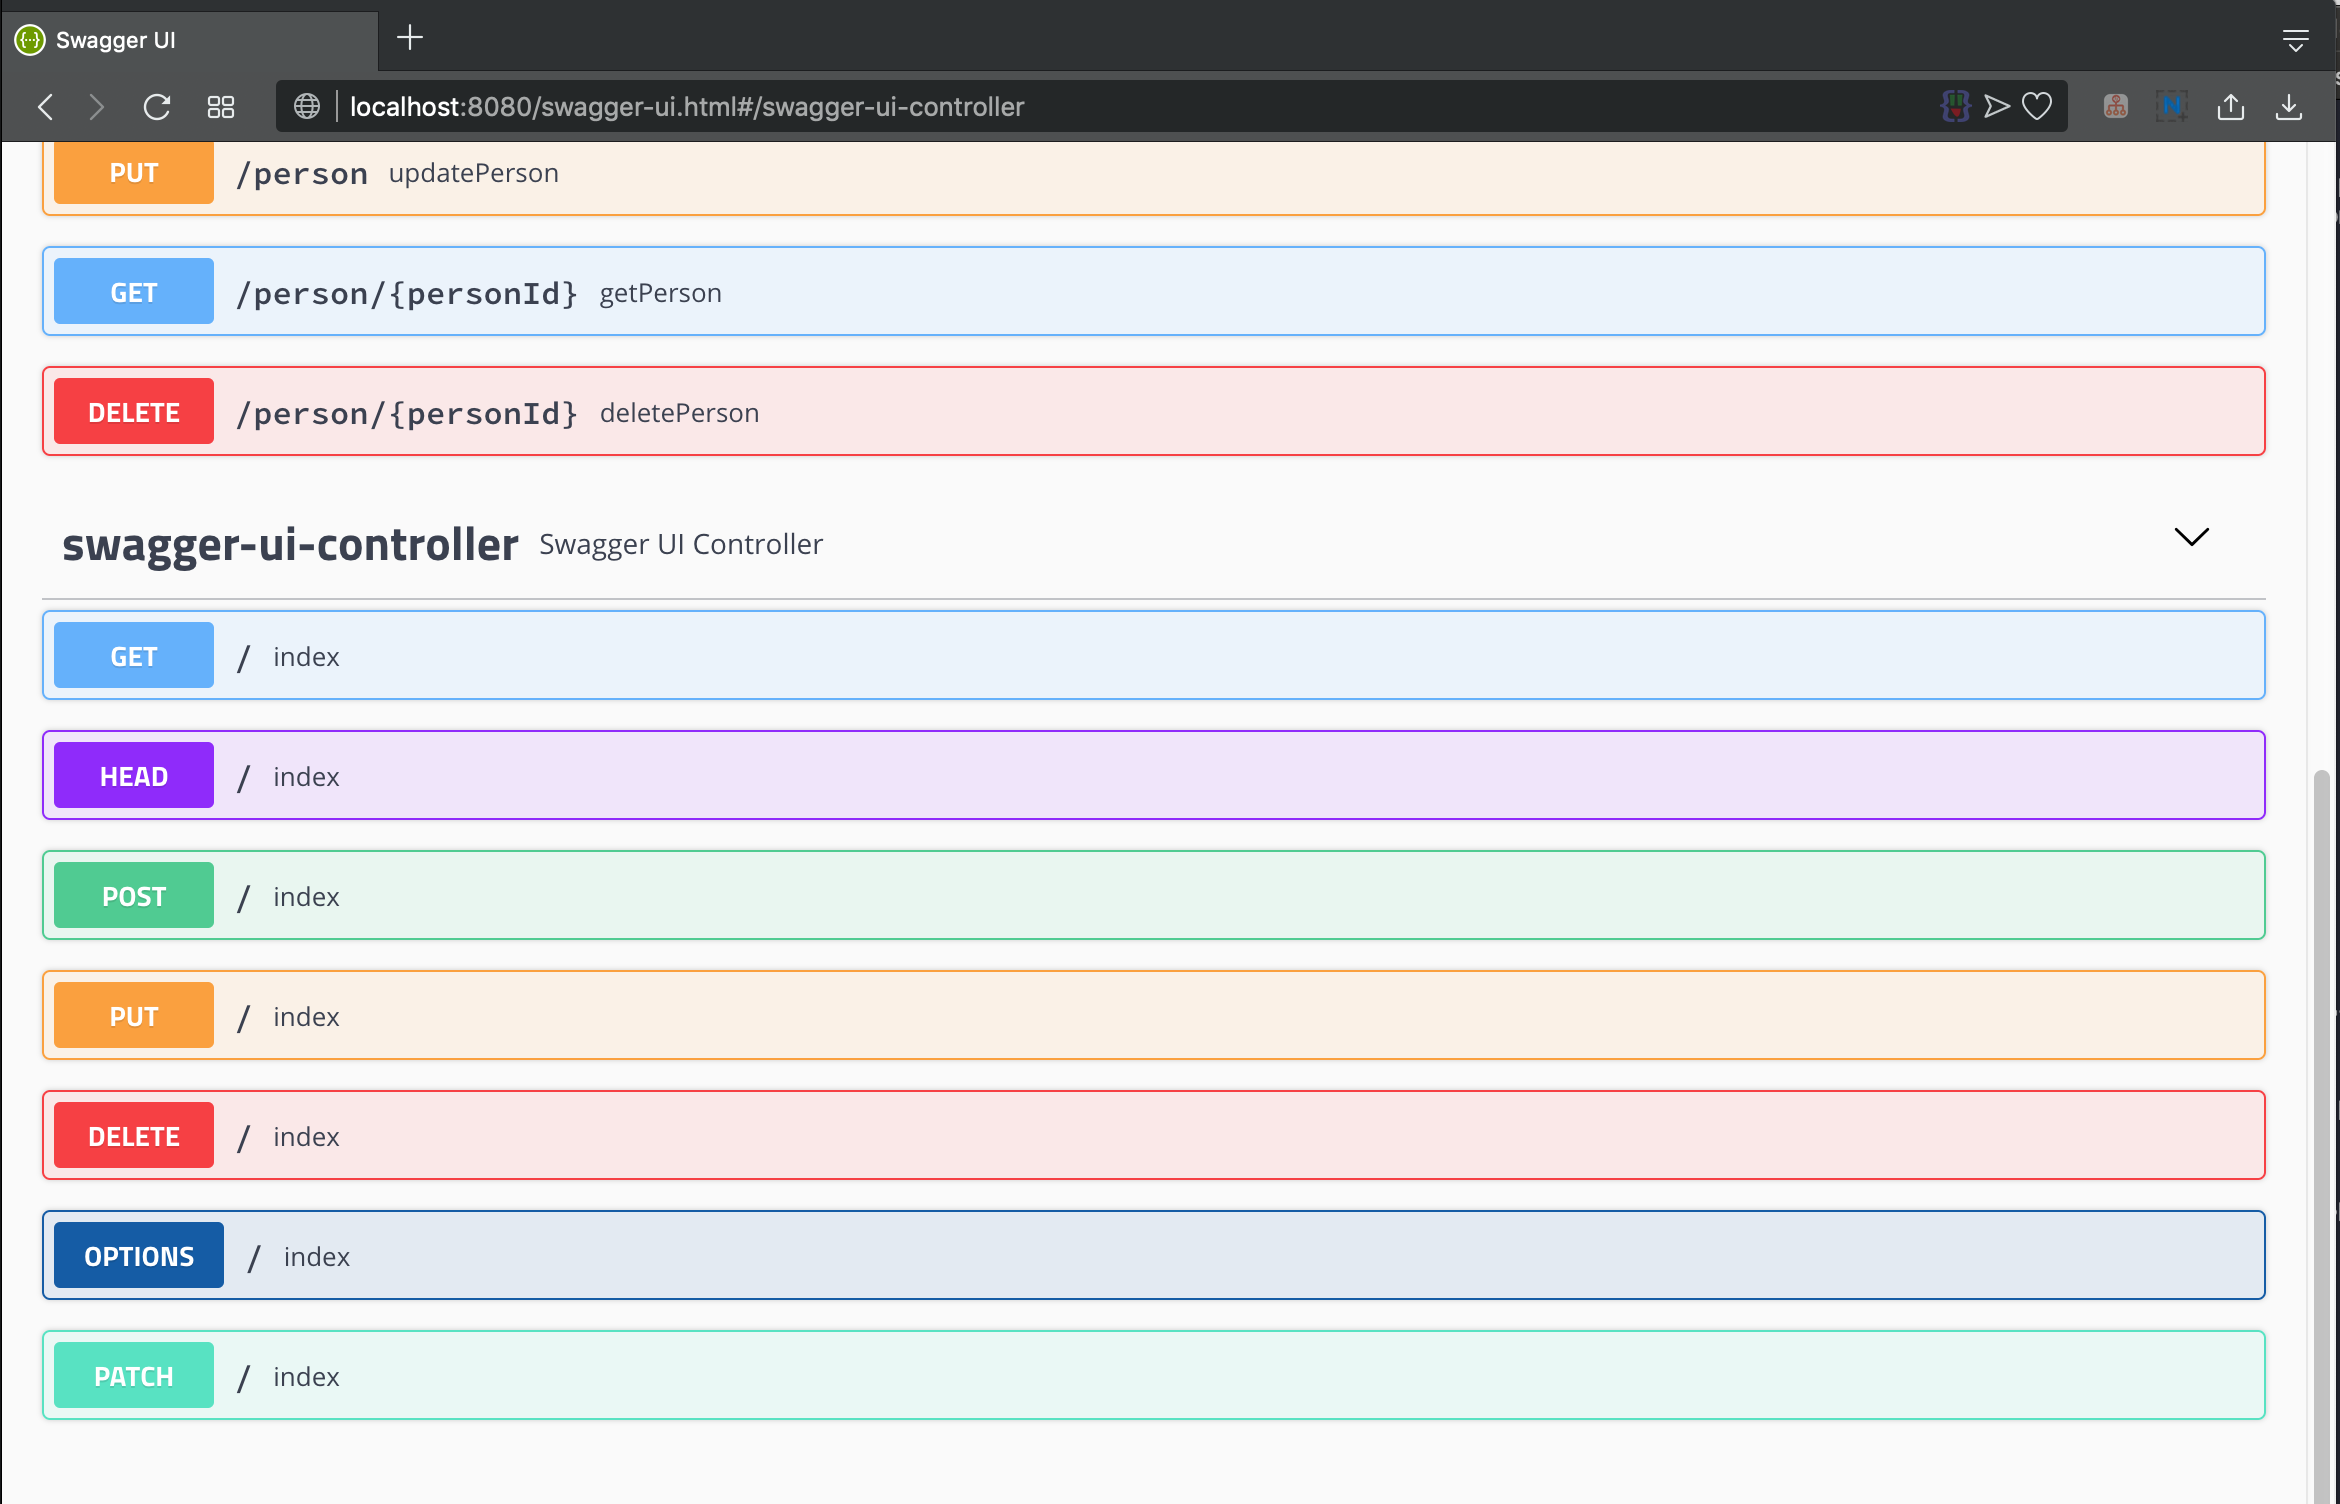 Swagger UI
localhost:8080/swagger-ui.html#/swagger-ui-controller
PUT /person updatePerson
GET /person/{personId} getPerson
DELETE /person/{personId} deletePerson
swagger-ui-controller Swagger UI Controller
GET / index
HEAD / index
POST / index
PUT / index
DELETE / index
OPTIONS / index
PATCH / index